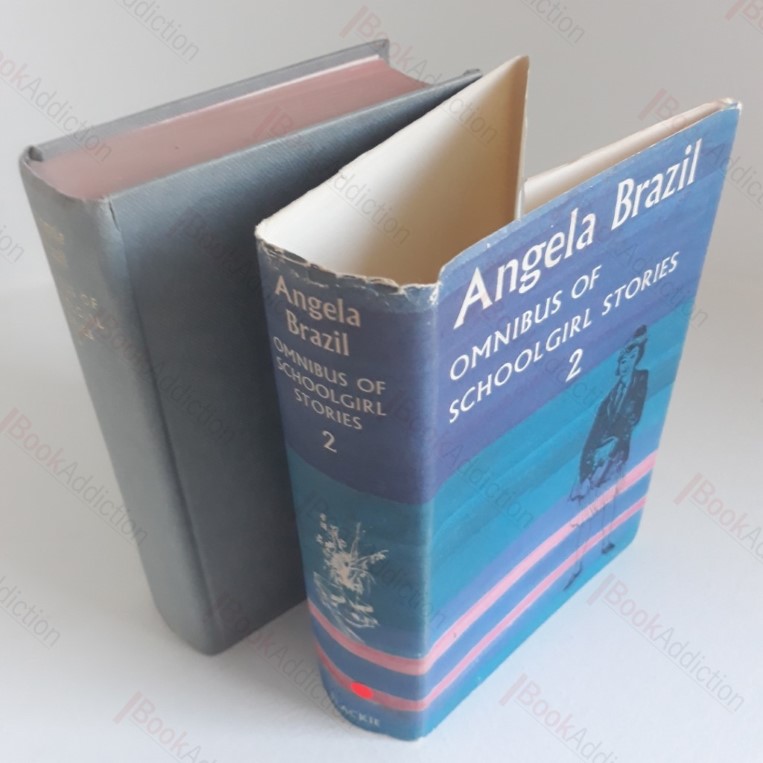 Angela
Brazil
OMNIBUS OF
SCHOOLGIRL
STORIES
2
Angela Brazil
OMNIBUS OF
SCHOOLGIRL STORIES
2
BookAddiction